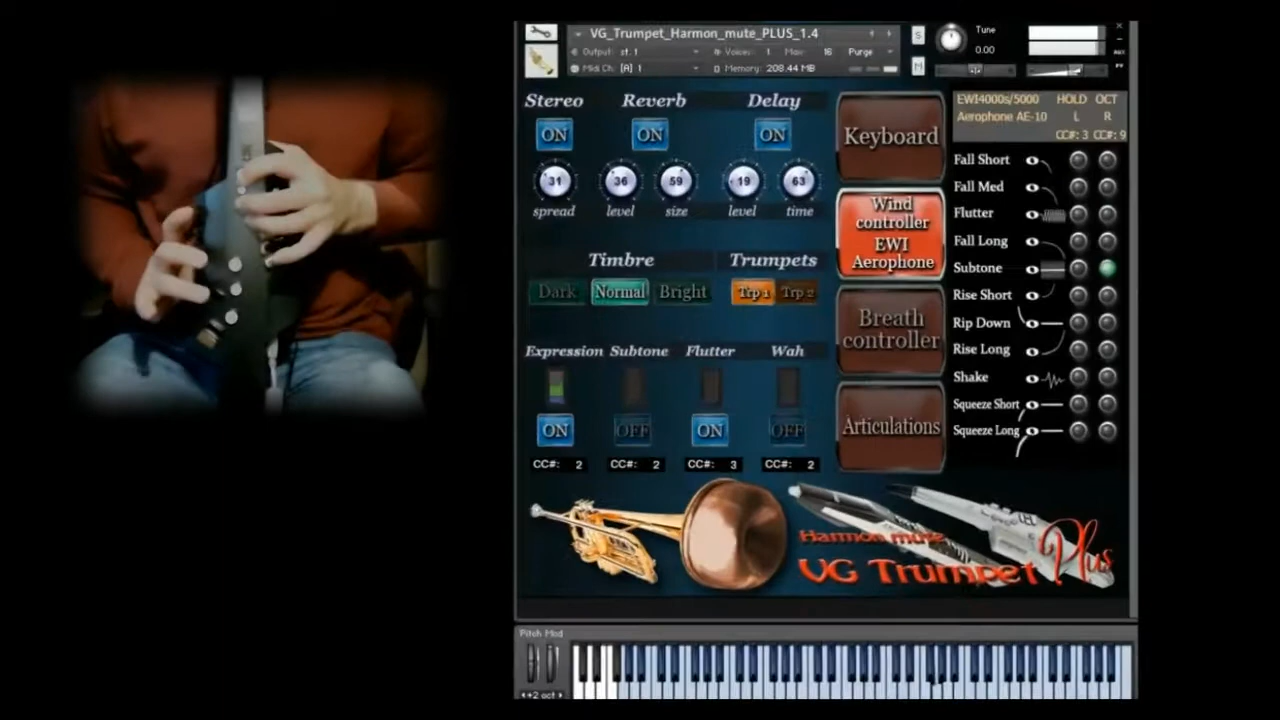 VG_Trumpet_Harmon_mute_PLUS_1.4
Output: st. 1 Voices: 1 Max: 16 Purge
Midi Ch: [A] 1 Memory: 208.44 MB
S
M
Tune
0.00
Stereo Reverb Delay
ON ON ON
31 36 59 19 63
spread level size level time
Timbre Trumpets
Dark Normal Bright Trp 1 Trp 2
Expression Subtone Flutter Wah
ON OFF ON OFF
CC#: 2 CC#: 2 CC#: 3 CC#: 2
Keyboard
Wind
controller
EWI
Aerophone
Breath
controller
Articulations
EWI4000s/5000 HOLD OCT
Aerophone AE-10 L R
CC#: 3 CC#: 9
Fall Short
Fall Med
Flutter
Fall Long
Subtone
Rise Short
Rip Down
Rise Long
Shake
Squeeze Short
Squeeze Long
Harmon mute
VG Trumpet Plus
Pitch Mod
+2 oct